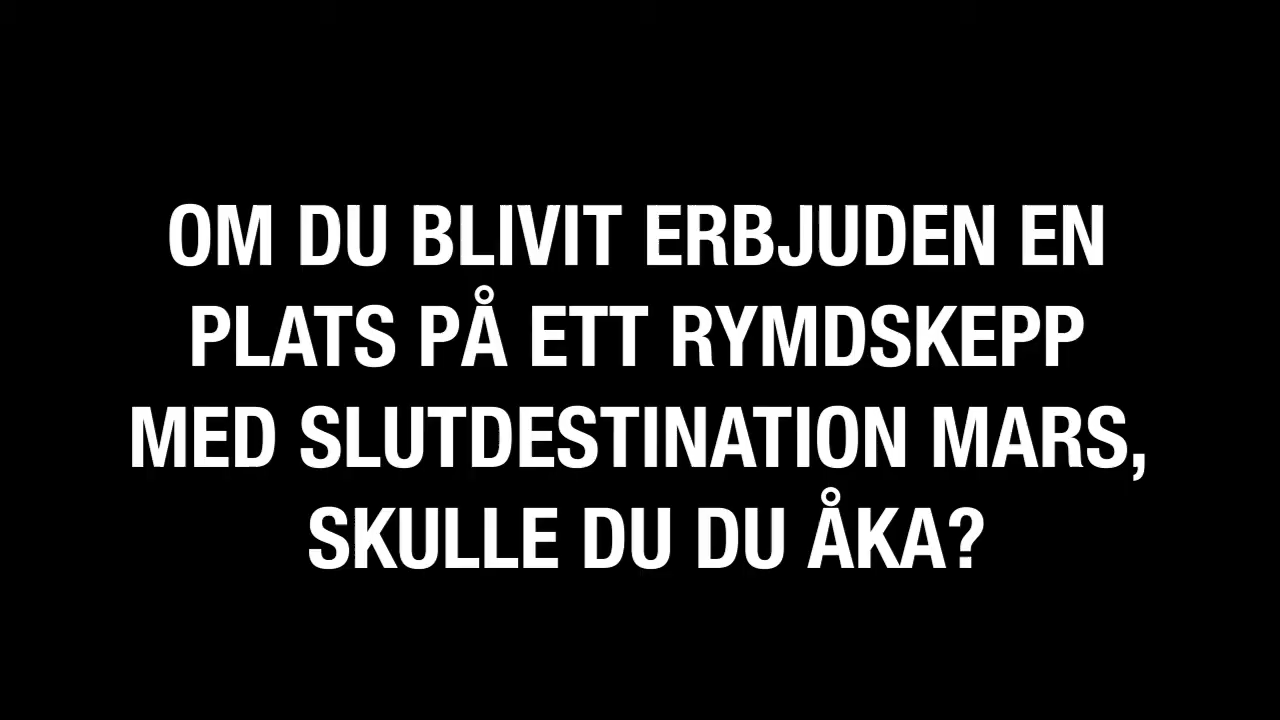 OM DU BLIVIT ERBJUDEN EN
PLATS PÅ ETT RYMDSKEPP
MED SLUTDESTINATION MARS,
SKULLE DU DU ÅKA?